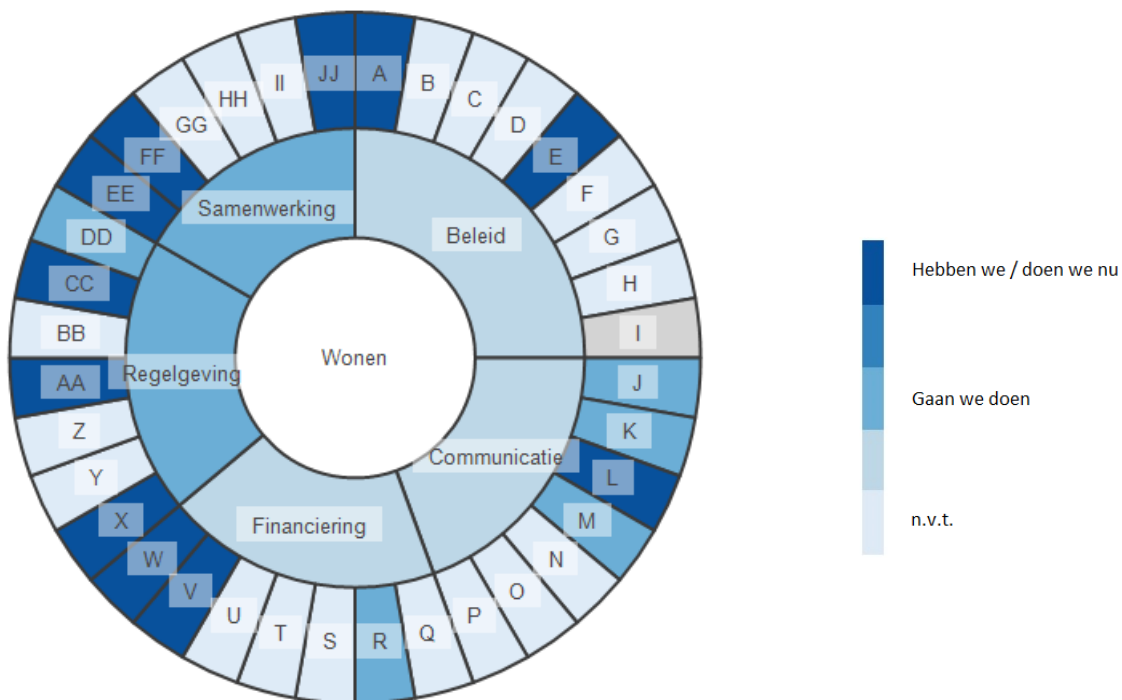 A
B
C
D
E
F
G
H
I
J
K
L
M
N
O
P
Q
R
S
T
U
V
W
X
Y
Z
AA
BB
CC
DD
EE
FF
GG
HH
II
JJ
Beleid
Communicatie
Financiering
Regelgeving
Samenwerking
Wonen
Hebben we / doen we nu
Gaan we doen
n.v.t.